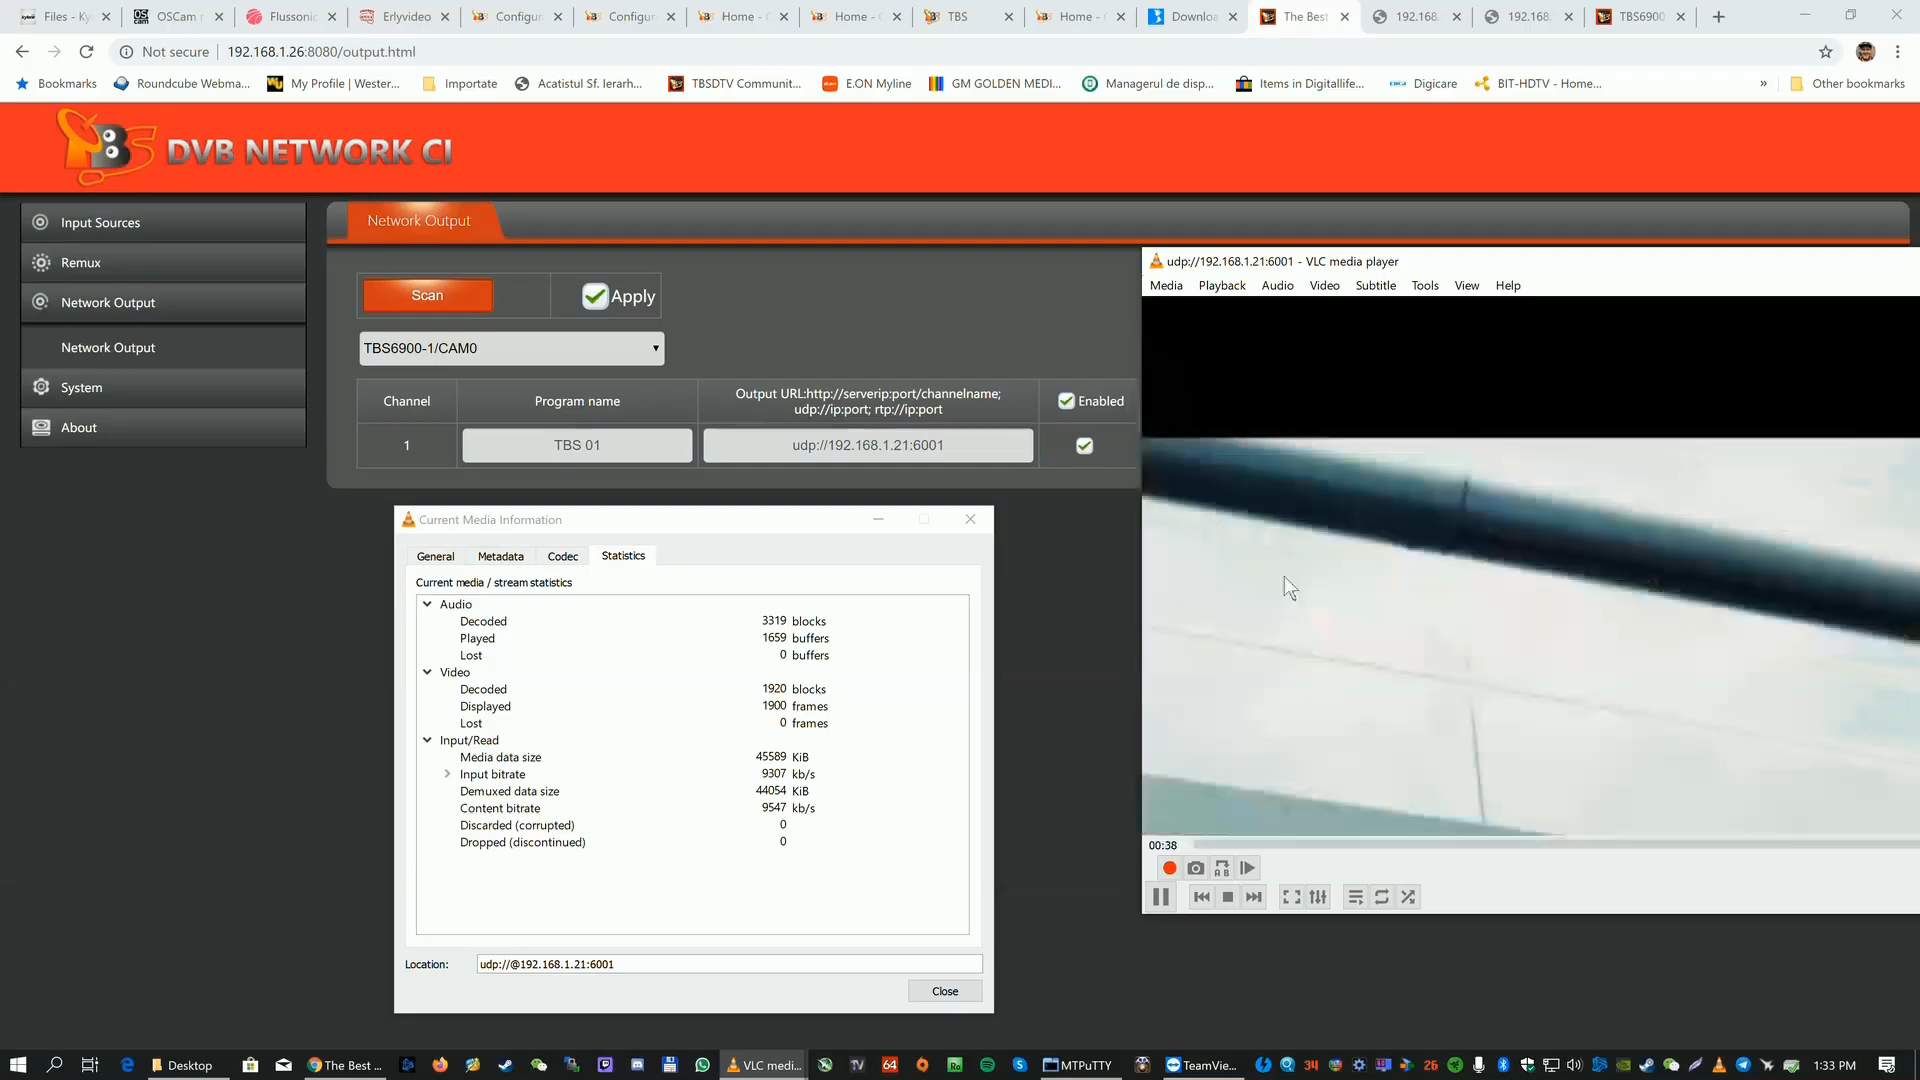 Files - Ky
OSCam r
Flussonic
Erlyvideo
Configur
Configur
Home - F
Home - C
TBS
Home - C
Downloa
The Best
192.168.
192.168.
TBS6900
Not secure
192.168.1.26:8080/output.html
Bookmarks
Roundcube Webma...
My Profile | Wester...
Importate
Acatistul Sf. Ierarh...
TBSDTV Communit...
E.ON Myline
GM GOLDEN MEDI...
Managerul de disp...
Items in Digitallife...
Digicare
BIT-HDTV - Home...
»
Other bookmarks
DVB NETWORK CI
Input Sources
Remux
Network Output
Network Output
System
About
Network Output
Scan
Apply
TBS6900-1/CAM0
Channel
Program name
Output URL:http://serverip:port/channelname;
udp://ip:port; rtp://ip:port
Enabled
1
TBS 01
udp://192.168.1.21:6001
udp://192.168.1.21:6001 - VLC media player
Media
Playback
Audio
Video
Subtitle
Tools
View
Help
00:38
Current Media Information
General
Metadata
Codec
Statistics
Current media / stream statistics
Audio
Decoded 3319 blocks
Played 1659 buffers
Lost 0 buffers
Video
Decoded 1920 blocks
Displayed 1900 frames
Lost 0 frames
Input/Read
Media data size 45589 KiB
Input bitrate 9307 kb/s
Demuxed data size 44054 KiB
Content bitrate 9547 kb/s
Discarded (corrupted) 0
Dropped (discontinued) 0
Location: udp://@192.168.1.21:6001
Close
Desktop
The Best ...
VLC medi...
TV
64
Ro
MTPuTTY
TeamVie...
34
26
1:33 PM